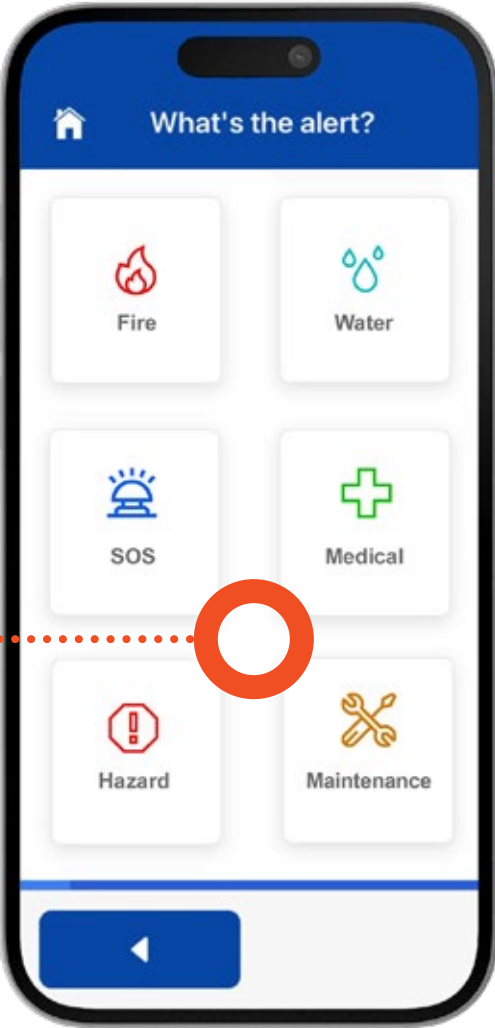 What's the alert?
Fire
Water
SOS
Medical
Hazard
Maintenance